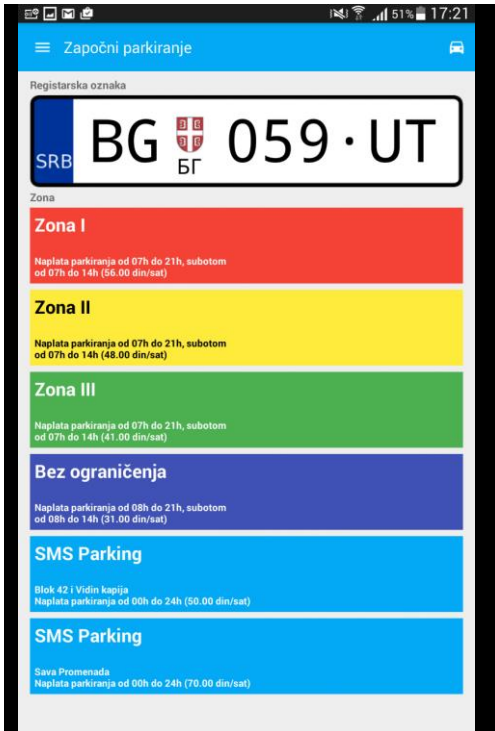 51% 17:21
Započni parkiranje
Registarska oznaka
SRB BG БГ 059·UT
Zona
Zona I
Naplata parkiranja od 07h do 21h, subotom
od 07h do 14h (56.00 din/sat)
Zona II
Naplata parkiranja od 07h do 21h, subotom
od 07h do 14h (48.00 din/sat)
Zona III
Naplata parkiranja od 07h do 21h, subotom
od 07h do 14h (41.00 din/sat)
Bez ograničenja
Naplata parkiranja od 08h do 21h, subotom
od 08h do 14h (31.00 din/sat)
SMS Parking
Blok 42 i Vidin kapija
Naplata parkiranja od 00h do 24h (50.00 din/sat)
SMS Parking
Sava Promenada
Naplata parkiranja od 00h do 24h (70.00 din/sat)